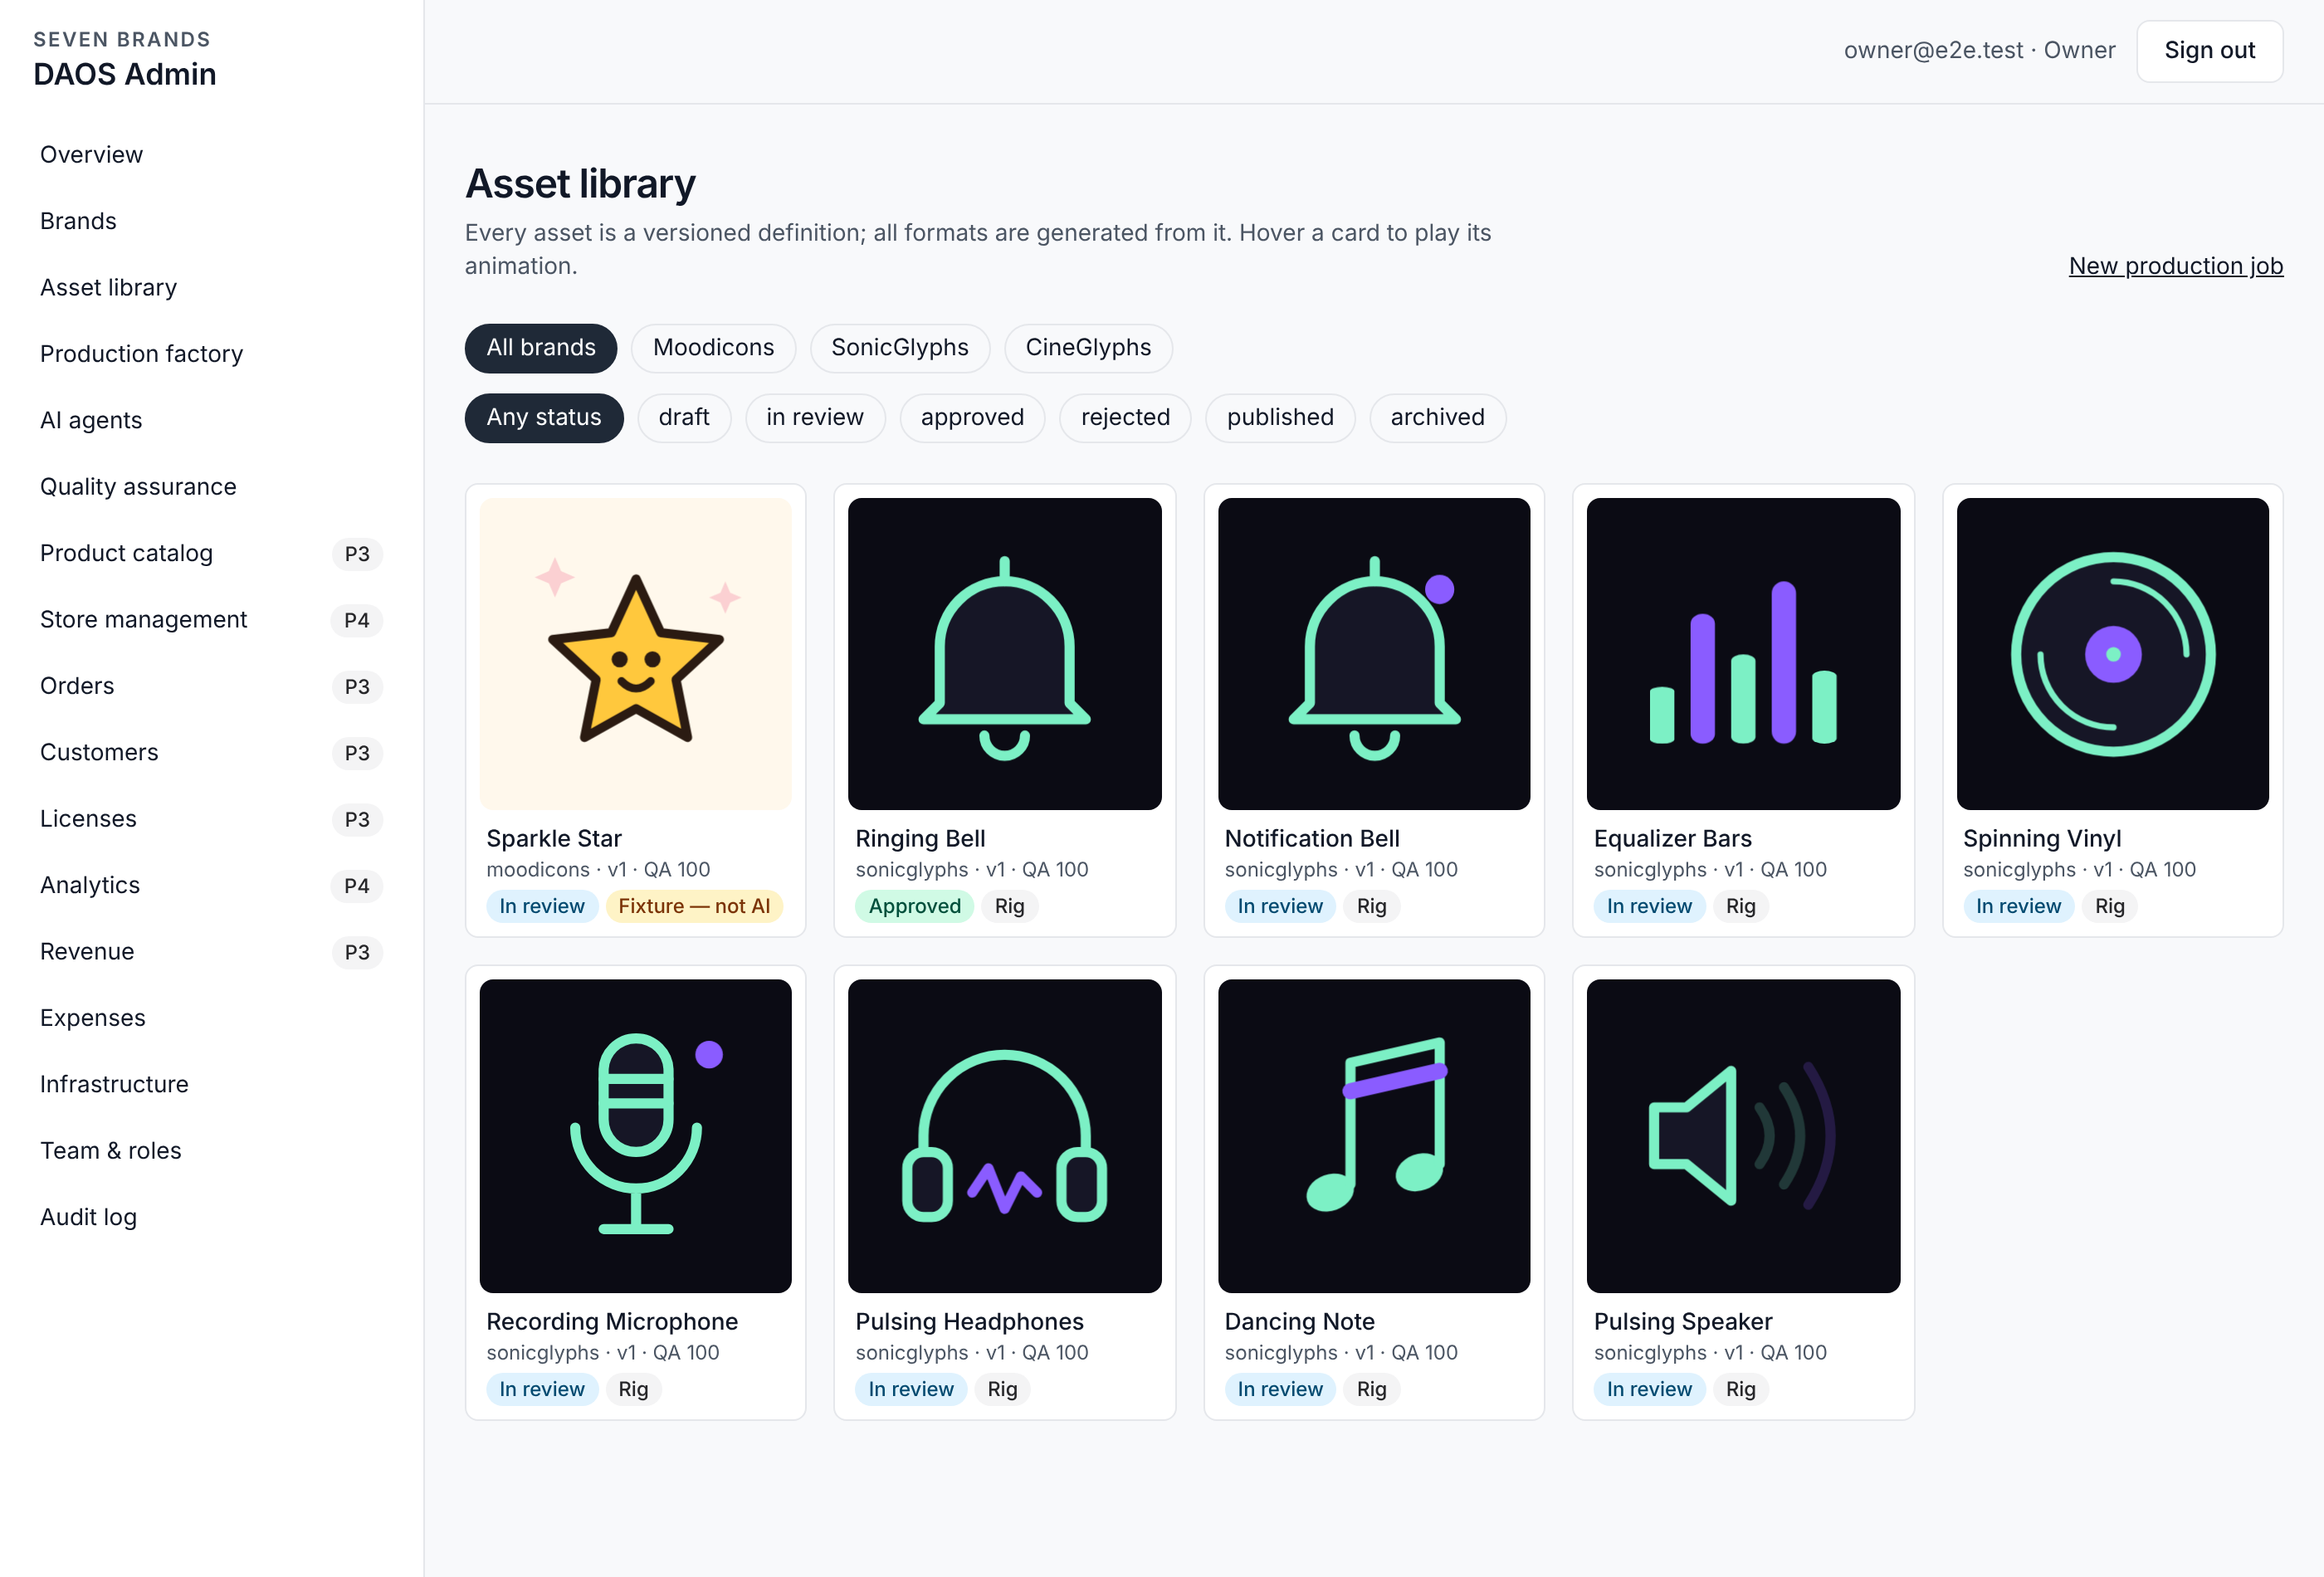 SEVEN BRANDS
DAOS Admin
owner@e2e.test · Owner
Sign out
Overview
Brands
Asset library
Production factory
AI agents
Quality assurance
Product catalog P3
Store management P4
Orders P3
Customers P3
Licenses P3
Analytics P4
Revenue P3
Expenses
Infrastructure
Team & roles
Audit log
Asset library
Every asset is a versioned definition; all formats are generated from it. Hover a card to play its
animation.
New production job
All brands Moodicons SonicGlyphs CineGlyphs
Any status draft in review approved rejected published archived
Sparkle Star
moodicons · v1 · QA 100
In review Fixture — not AI
Ringing Bell
sonicglyphs · v1 · QA 100
Approved Rig
Notification Bell
sonicglyphs · v1 · QA 100
In review Rig
Equalizer Bars
sonicglyphs · v1 · QA 100
In review Rig
Spinning Vinyl
sonicglyphs · v1 · QA 100
In review Rig
Recording Microphone
sonicglyphs · v1 · QA 100
In review Rig
Pulsing Headphones
sonicglyphs · v1 · QA 100
In review Rig
Dancing Note
sonicglyphs · v1 · QA 100
In review Rig
Pulsing Speaker
sonicglyphs · v1 · QA 100
In review Rig